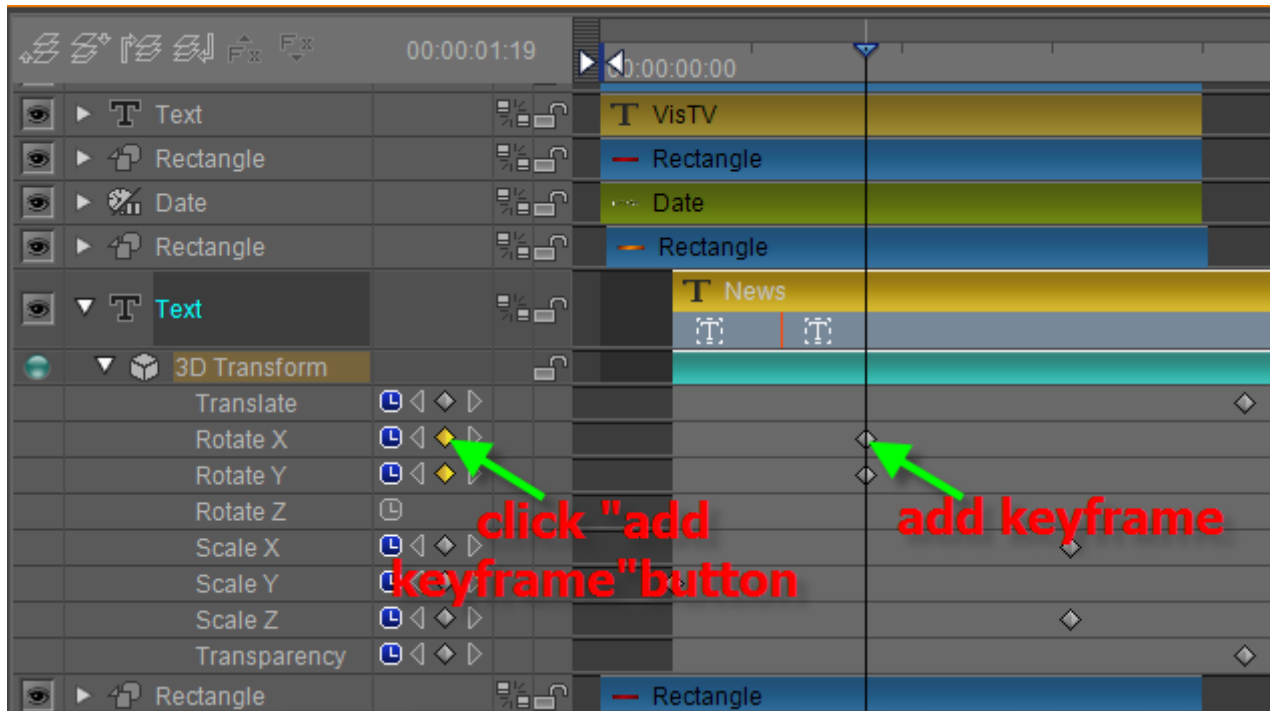 00:00:01:19
00:00:00:00
Text
T VisTV
Rectangle
Rectangle
Date
Date
Rectangle
Rectangle
Text
T News
T T
3D Transform
Translate
Rotate X
Rotate Y
Rotate Z
click "add
keyframe"button
add keyframe
Scale X
Scale Y
Scale Z
Transparency
Rectangle
Rectangle